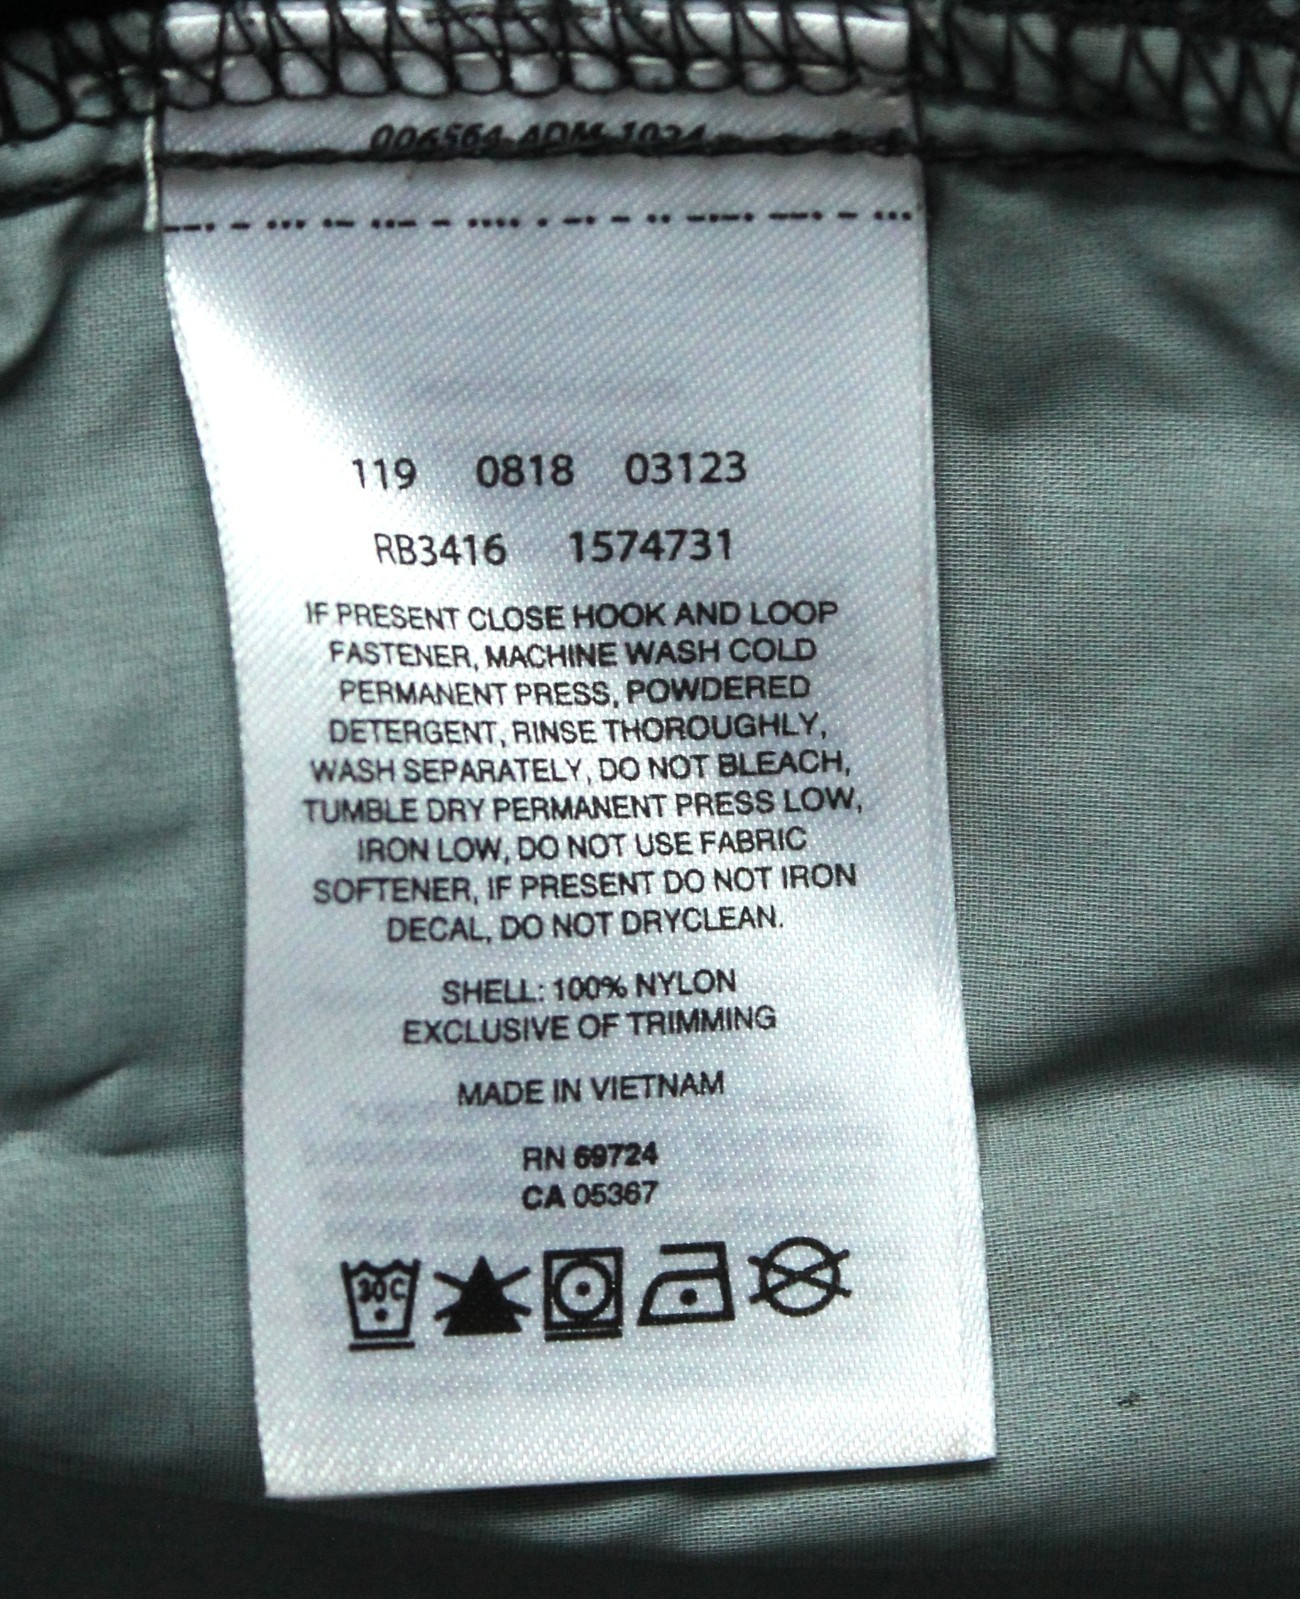 006564-ADM-1034
119 0818 03123
RB3416 1574731
IF PRESENT CLOSE HOOK AND LOOP
FASTENER, MACHINE WASH COLD
PERMANENT PRESS, POWDERED
DETERGENT, RINSE THOROUGHLY,
WASH SEPARATELY, DO NOT BLEACH,
TUMBLE DRY PERMANENT PRESS LOW,
IRON LOW, DO NOT USE FABRIC
SOFTENER, IF PRESENT DO NOT IRON
DECAL, DO NOT DRYCLEAN.
SHELL: 100% NYLON
EXCLUSIVE OF TRIMMING
MADE IN VIETNAM
RN 69724
CA 05367
30C